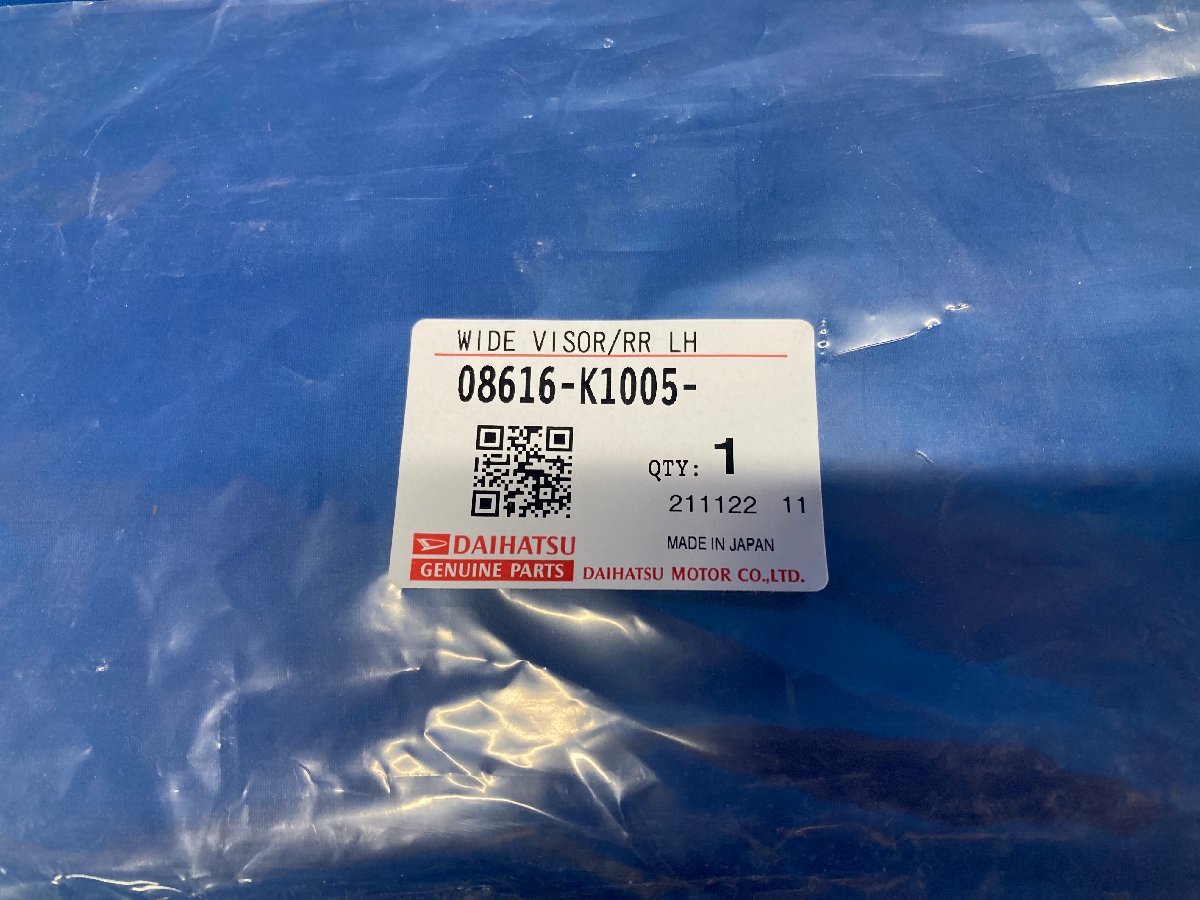 WIDE VISOR/RR LH
08616-K1005-
QTY: 1
211122 11
DAIHATSU MADE IN JAPAN
GENUINE PARTS DAIHATSU MOTOR CO.,LTD.